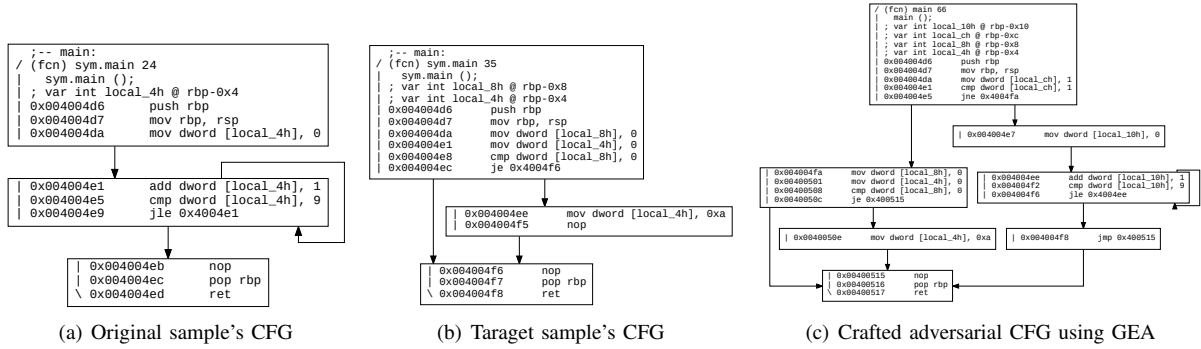 ;-- main:
/ (fcn) sym.main 24
| sym.main ();
| ; var int local_4h @ rbp-0x4
| 0x004004d6 push rbp
| 0x004004d7 mov rbp, rsp
| 0x004004da mov dword [local_4h], 0
| 0x004004e1 add dword [local_4h], 1
| 0x004004e5 cmp dword [local_4h], 9
| 0x004004e9 jle 0x4004e1
| 0x004004eb nop
| 0x004004ec pop rbp
\ 0x004004ed ret
(a) Original sample's CFG
;-- main:
/ (fcn) sym.main 35
| sym.main ();
| ; var int local_8h @ rbp-0x8
| ; var int local_4h @ rbp-0x4
| 0x004004d6 push rbp
| 0x004004d7 mov rbp, rsp
| 0x004004da mov dword [local_8h], 0
| 0x004004e1 mov dword [local_4h], 0
| 0x004004e8 cmp dword [local_8h], 0
| 0x004004ec je 0x4004f6
| 0x004004ee mov dword [local_4h], 0xa
| 0x004004f5 nop
| 0x004004f6 nop
| 0x004004f7 pop rbp
\ 0x004004f8 ret
(b) Taraget sample's CFG
/ (fcn) main 66
| main ();
| ; var int local_10h @ rbp-0x10
| ; var int local_ch @ rbp-0xc
| ; var int local_8h @ rbp-0x8
| ; var int local_4h @ rbp-0x4
| 0x004004d6 push rbp
| 0x004004d7 mov rbp, rsp
| 0x004004da mov dword [local_ch], 1
| 0x004004e1 cmp dword [local_ch], 1
| 0x004004e5 jne 0x4004fa
| 0x004004e7 mov dword [local_10h], 0
| 0x004004fa mov dword [local_8h], 0
| 0x00400501 mov dword [local_4h], 0
| 0x00400508 cmp dword [local_8h], 0
| 0x0040050c je 0x400515
| 0x004004ee add dword [local_10h], 1
| 0x004004f2 cmp dword [local_10h], 9
| 0x004004f6 jle 0x4004ee
| 0x0040050e mov dword [local_4h], 0xa
| 0x004004f8 jmp 0x400515
| 0x00400515 nop
| 0x00400516 pop rbp
\ 0x00400517 ret
(c) Crafted adversarial CFG using GEA